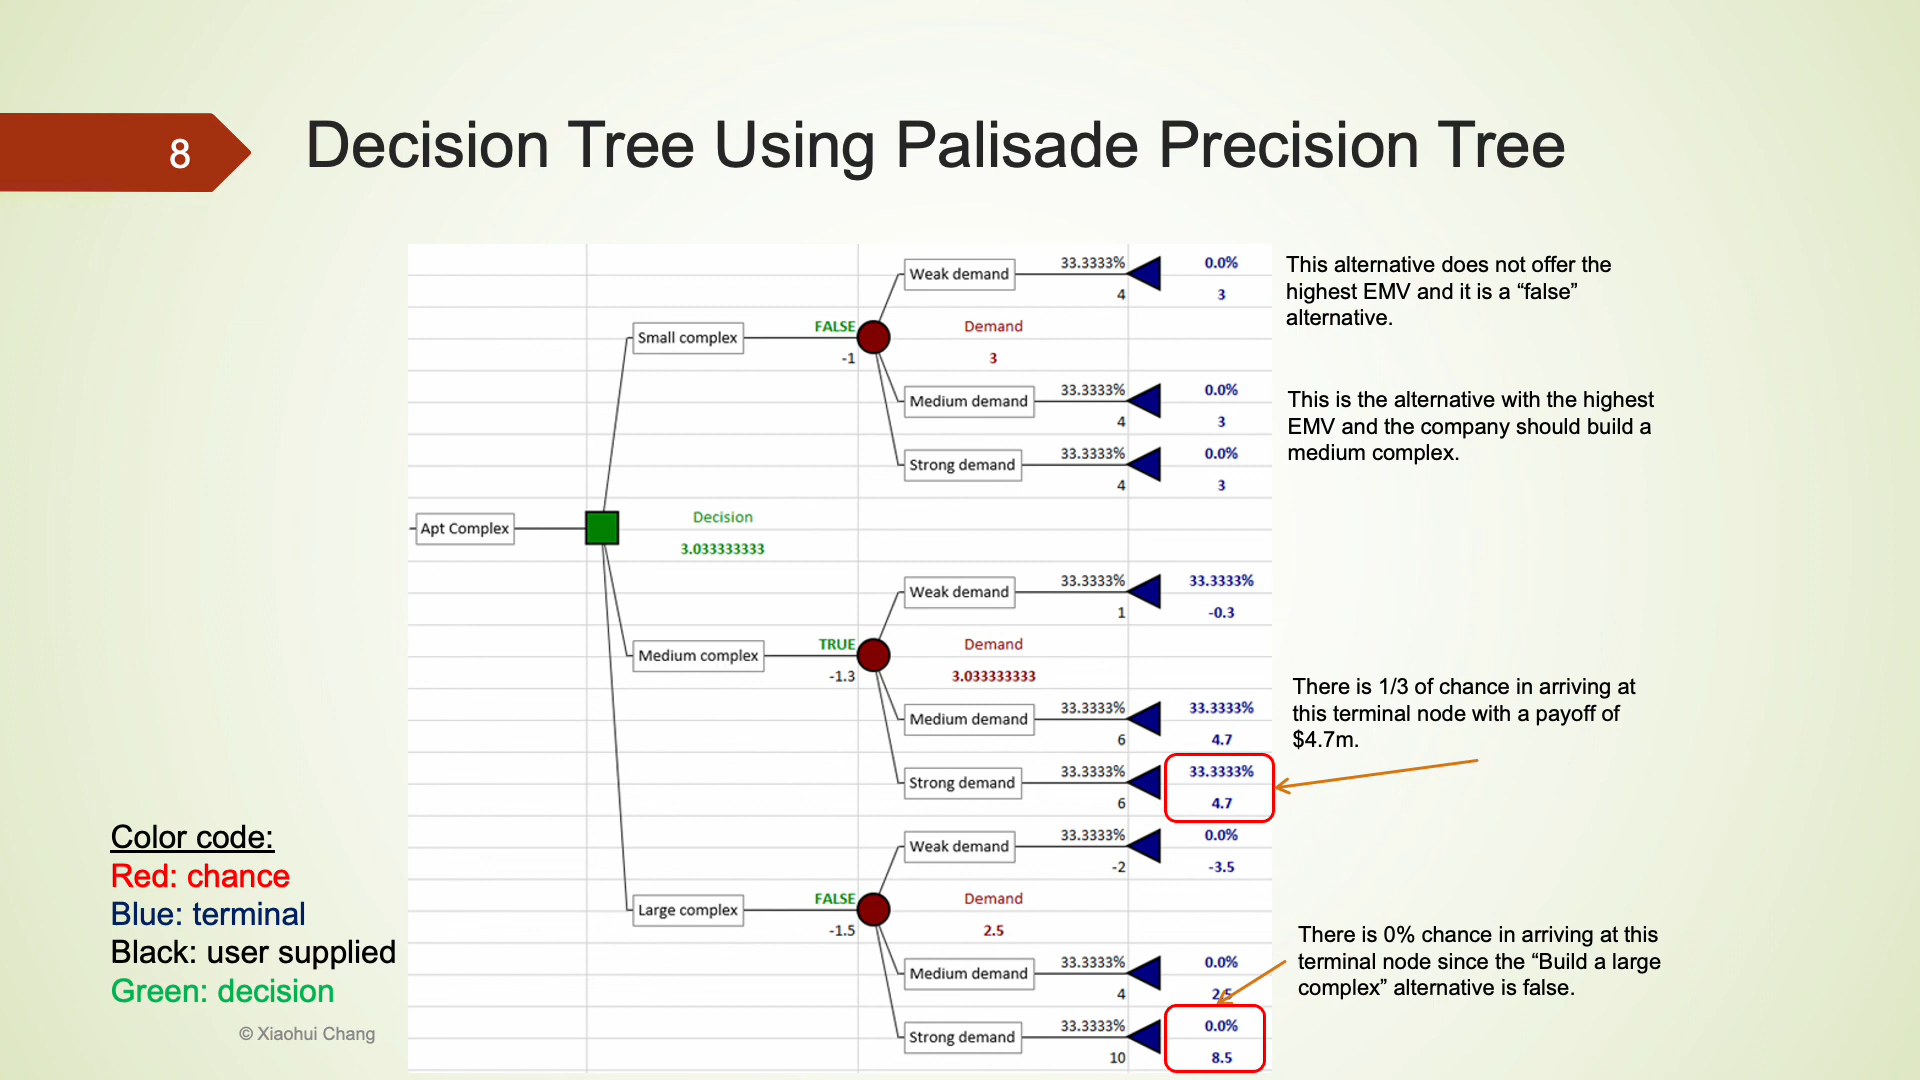 8
Decision Tree Using Palisade Precision Tree
33.3333% 0.0%
Weak demand
4 3
FALSE Demand
Small complex
-1 3
33.3333% 0.0%
Medium demand
4 3
33.3333% 0.0%
Strong demand
4 3
Decision
Apt Complex
3.033333333
33.3333% 33.3333%
Weak demand
1 -0.3
TRUE Demand
Medium complex
-1.3 3.033333333
33.3333% 33.3333%
Medium demand
6 4.7
33.3333% 33.3333%
Strong demand
6 4.7
33.3333% 0.0%
Weak demand
-2 -3.5
FALSE Demand
Large complex
-1.5 2.5
33.3333% 0.0%
Medium demand
4 2.5
33.3333% 0.0%
Strong demand
10 8.5
This alternative does not offer the
highest EMV and it is a “false”
alternative.
This is the alternative with the highest
EMV and the company should build a
medium complex.
There is 1/3 of chance in arriving at
this terminal node with a payoff of
$4.7m.
There is 0% chance in arriving at this
terminal node since the “Build a large
complex” alternative is false.
Color code:
Red: chance
Blue: terminal
Black: user supplied
Green: decision
© Xiaohui Chang